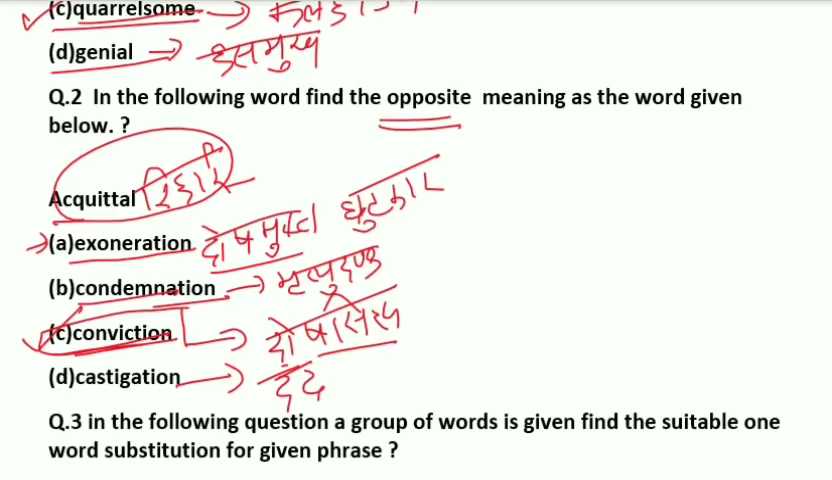 (c)quarrelsome
(d)genial → हसमुख
Q.2 In the following word find the opposite meaning as the word given
below. ?
Acquittal रिहाई छुटकारा
(a)exoneration दोषमुक्त
(b)condemnation → मृत्युदण्ड
(c)conviction → दोषसिद्ध
(d)castigation → दंद
Q.3 in the following question a group of words is given find the suitable one
word substitution for given phrase ?